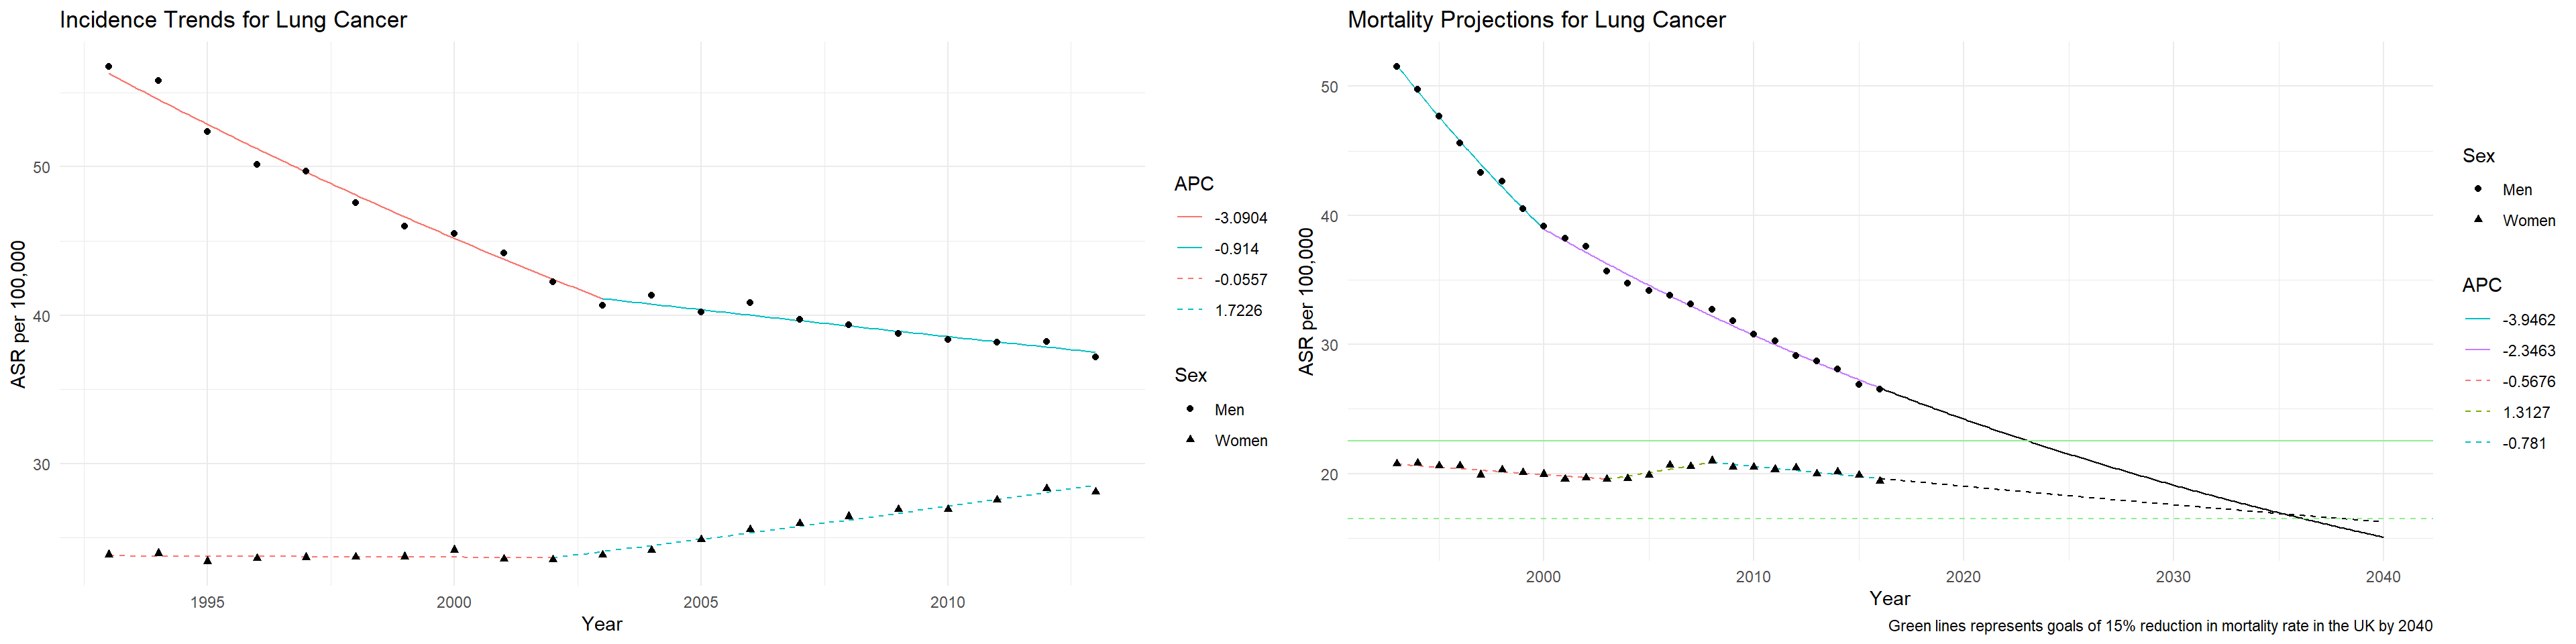 Incidence Trends for Lung Cancer
ASR per 100,000
50
40
30
1995
2000
2005
2010
Year
APC
-3.0904
-0.914
-0.0557
1.7226
Sex
Men
Women
Mortality Projections for Lung Cancer
ASR per 100,000
50
40
30
20
2000
2010
2020
2030
2040
Year
Green lines represents goals of 15% reduction in mortality rate in the UK by 2040
Sex
Men
Women
APC
-3.9462
-2.3463
-0.5676
1.3127
-0.781